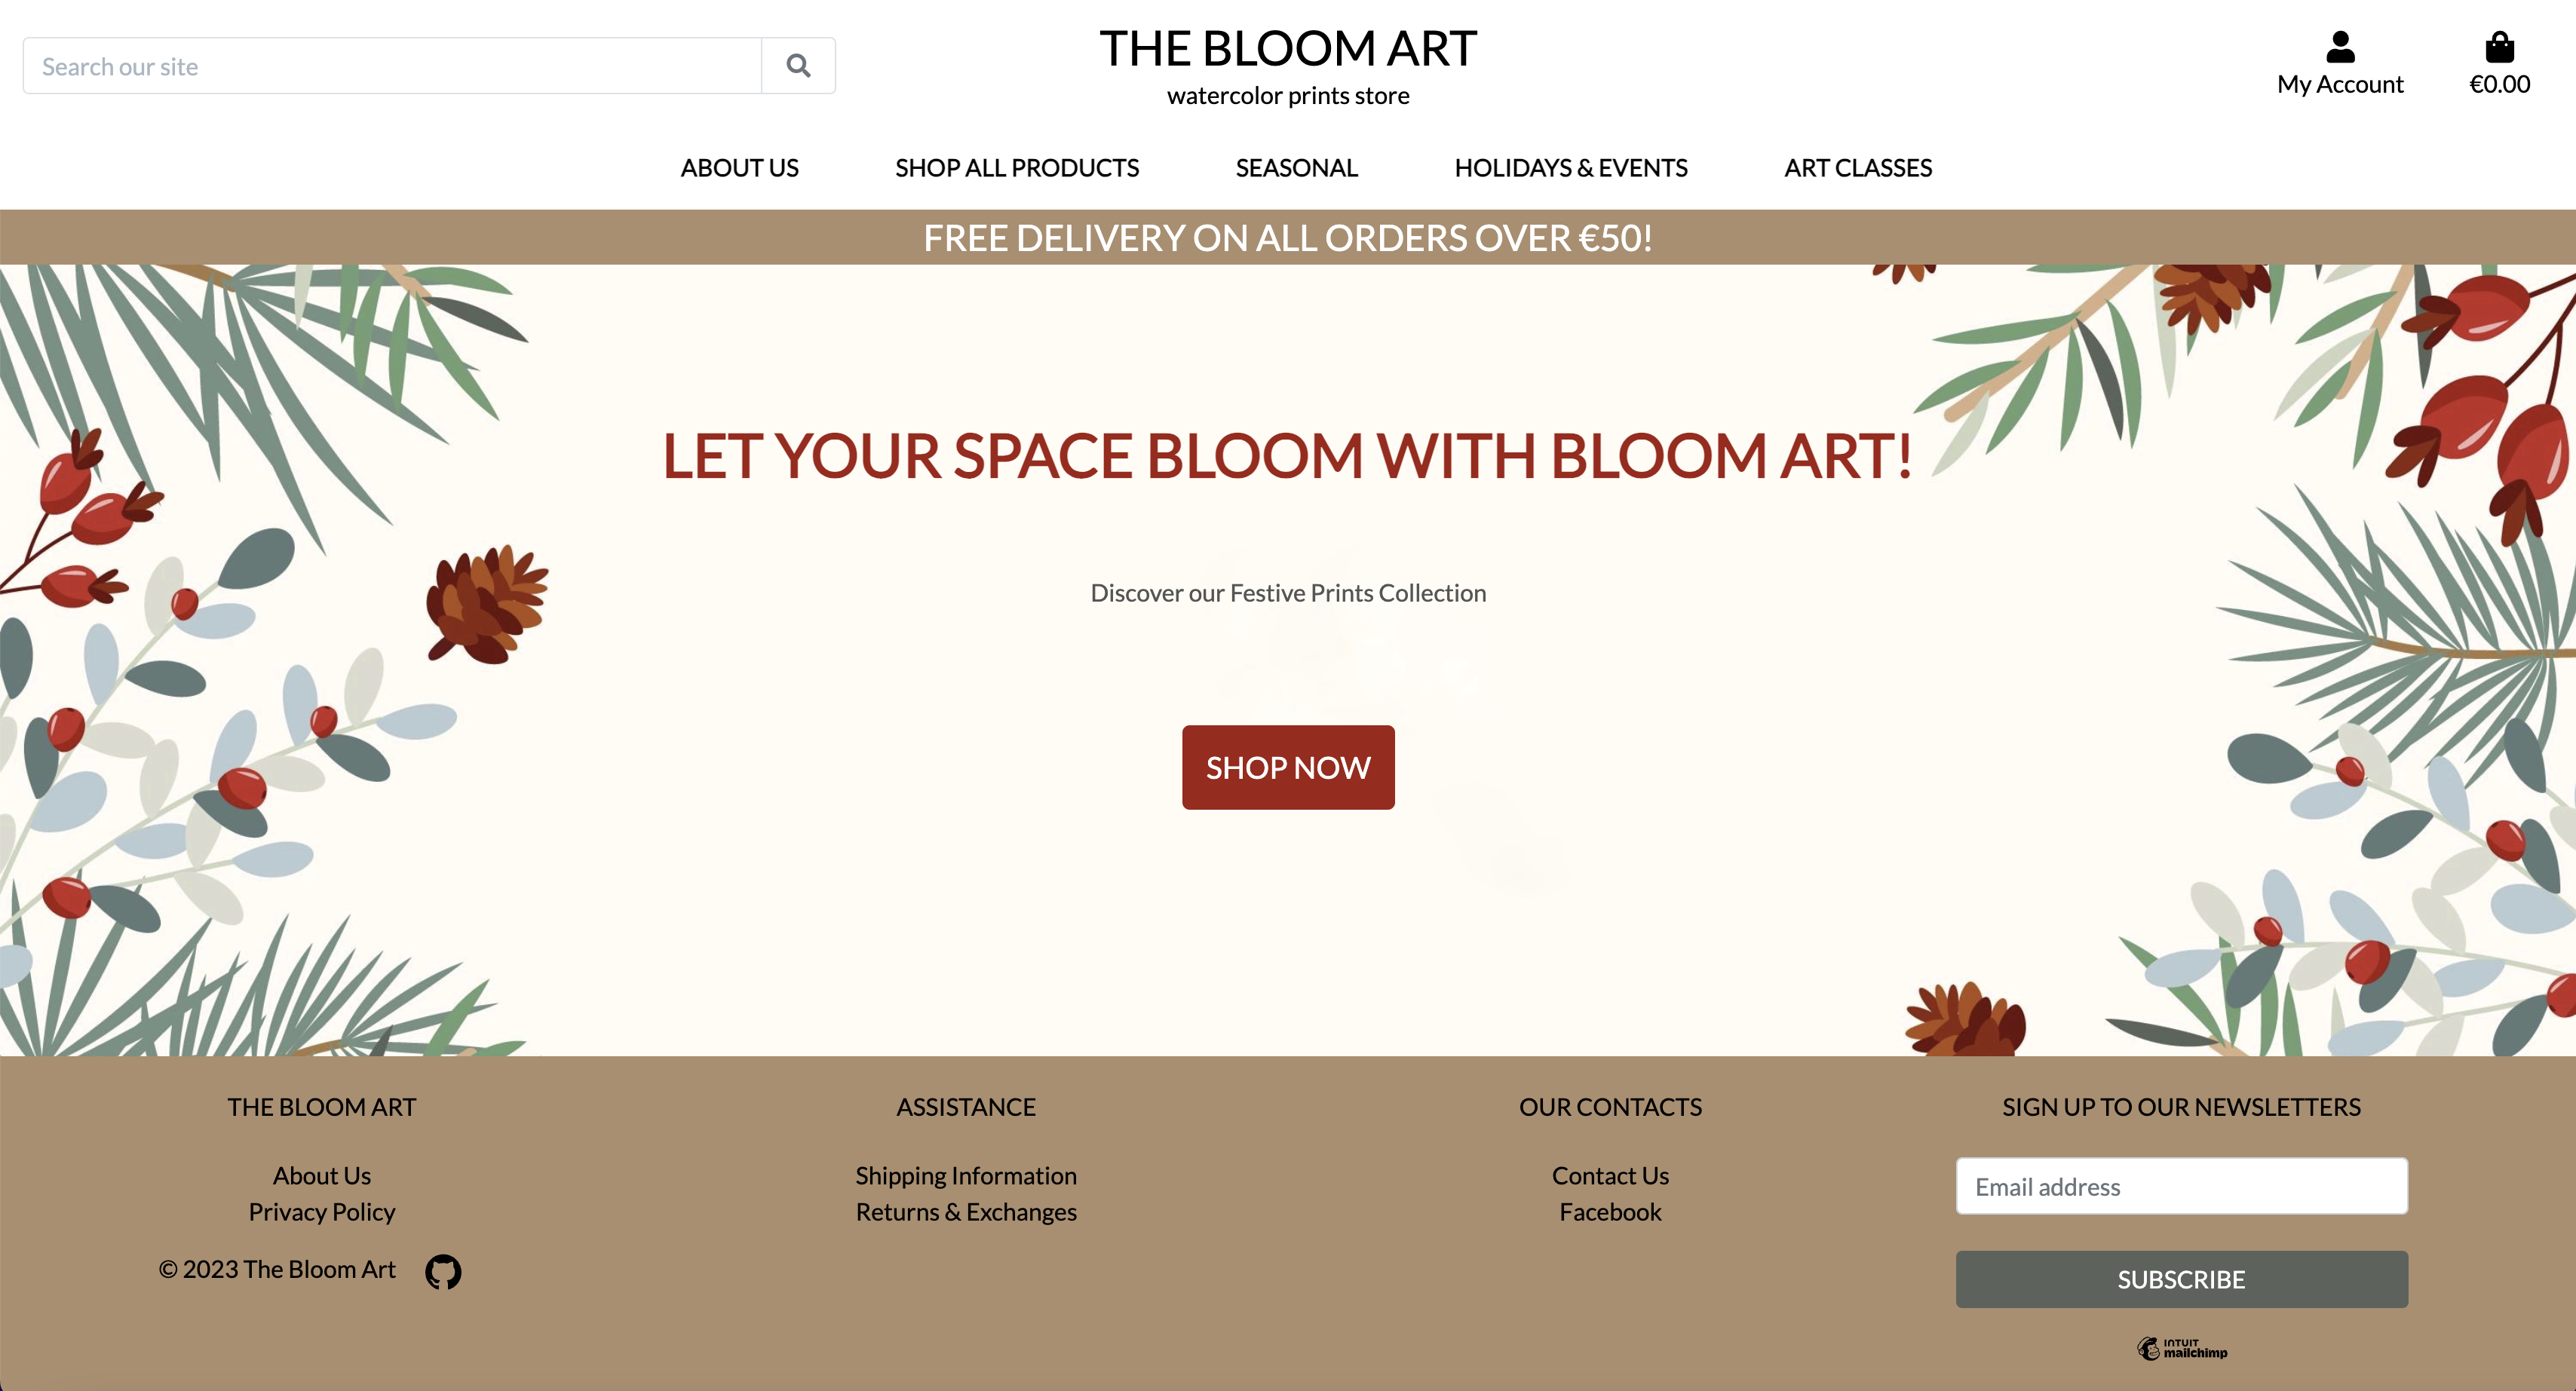 Search our site
THE BLOOM ART
watercolor prints store
My Account
€0.00
ABOUT US
SHOP ALL PRODUCTS
SEASONAL
HOLIDAYS & EVENTS
ART CLASSES
FREE DELIVERY ON ALL ORDERS OVER €50!
LET YOUR SPACE BLOOM WITH BLOOM ART!
Discover our Festive Prints Collection
SHOP NOW
THE BLOOM ART
About Us
Privacy Policy
© 2023 The Bloom Art
ASSISTANCE
Shipping Information
Returns & Exchanges
OUR CONTACTS
Contact Us
Facebook
SIGN UP TO OUR NEWSLETTERS
Email address
SUBSCRIBE
INTUIT
mailchimp